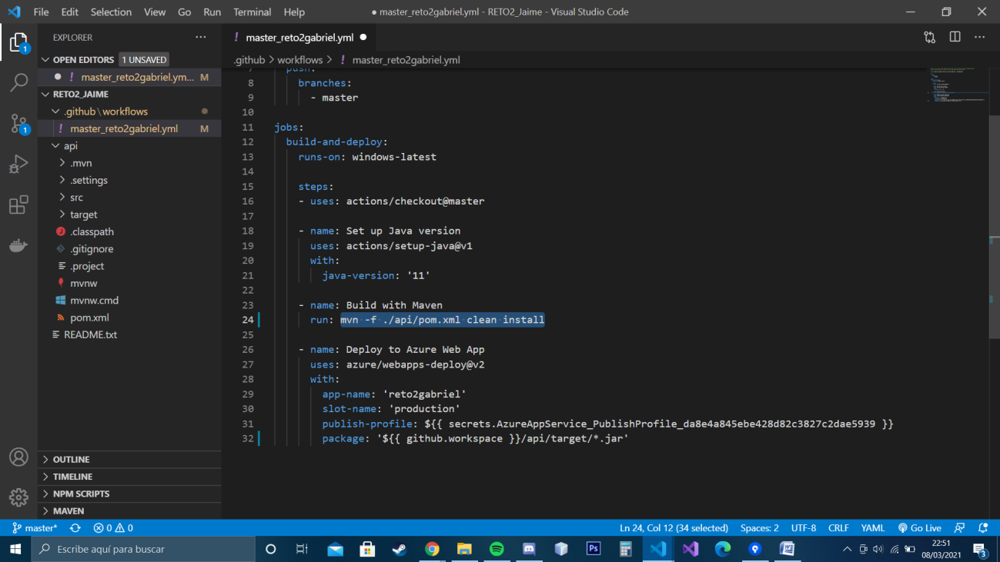 File Edit Selection View Go Run Terminal Help
● master_reto2gabriel.yml - RETO2_Jaime - Visual Studio Code
EXPLORER
OPEN EDITORS 1 UNSAVED
master_reto2gabriel.ym... M
RETO2_JAIME
.github\workflows
master_reto2gabriel.yml M
api
.mvn
.settings
src
target
.classpath
.gitignore
.project
mvnw
mvnw.cmd
pom.xml
README.txt
OUTLINE
TIMELINE
NPM SCRIPTS
MAVEN
1
1
! master_reto2gabriel.yml ●
.github > workflows > ! master_reto2gabriel.yml
7 push:
8 branches:
9 - master
10
11 jobs:
12 build-and-deploy:
13 runs-on: windows-latest
14
15 steps:
16 - uses: actions/checkout@master
17
18 - name: Set up Java version
19 uses: actions/setup-java@v1
20 with:
21 java-version: '11'
22
23 - name: Build with Maven
24 run: mvn -f ./api/pom.xml clean install
25
26 - name: Deploy to Azure Web App
27 uses: azure/webapps-deploy@v2
28 with:
29 app-name: 'reto2gabriel'
30 slot-name: 'production'
31 publish-profile: ${{ secrets.AzureAppService_PublishProfile_da8e4a845ebe428d82c3827c2dae5939 }}
32 package: '${{ github.workspace }}/api/target/*.jar'
master* 0 0 Ln 24, Col 12 (34 selected) Spaces: 2 UTF-8 CRLF YAML Go Live
Escribe aquí para buscar
Ps
22:51
08/03/2021
3